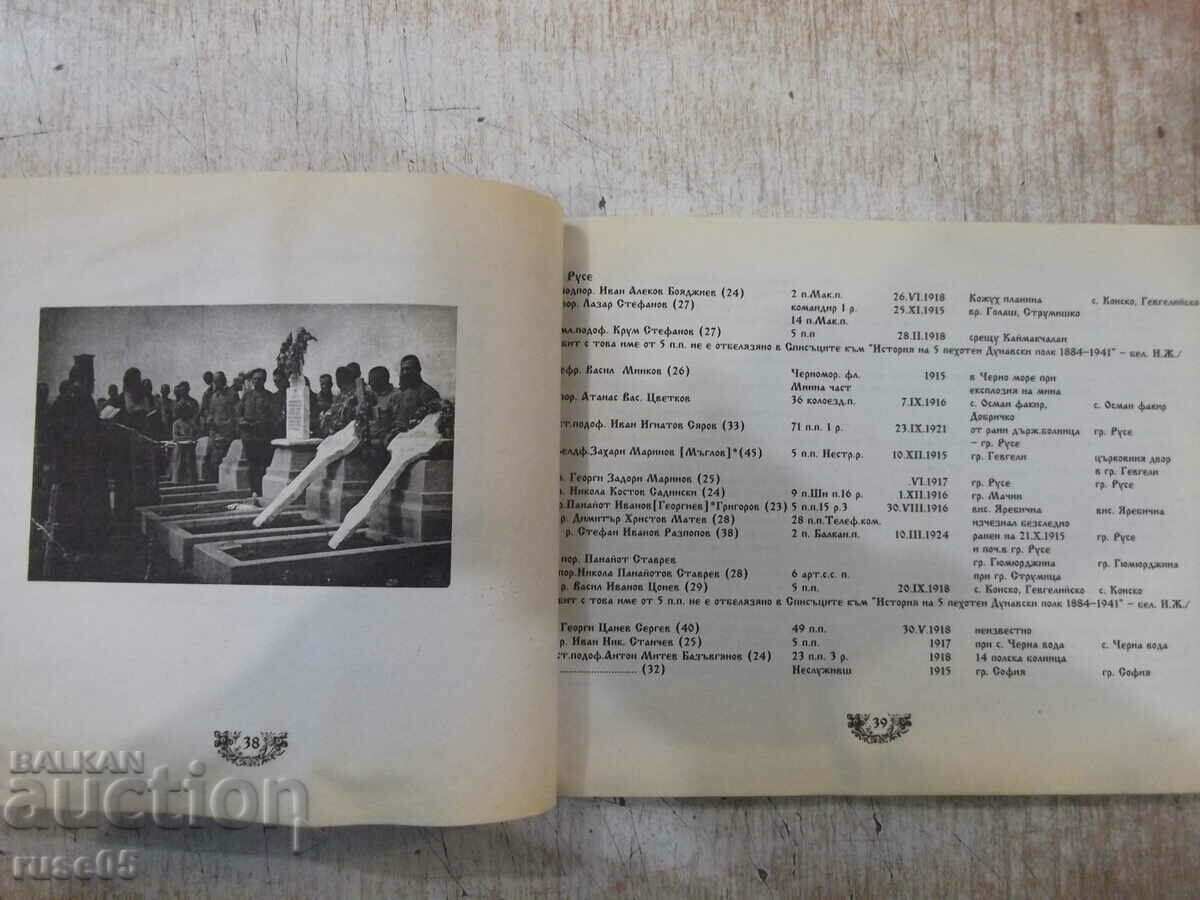 38
Русе
подпор. Иван Алеков Бояджиев (24) 2 п.Мак.п. 26.VI.1918 Кожух планина с. Конско, Гевгелийско
пор. Лазар Стефанов (27) командир 1 р. 25.XI.1915 вр. Голаш, Струмишко
14 п.Мак.п.
мл.подоф. Крум Стефанов (27) 5 п.п 28.II.1918 срещу Каймакчалан
бит с това име от 5 п.п. не е отбелязяно в Списъците към "История на 5 пехотен Дунавски полк 1884–1941" – бел. И.Ж./
ефр. Васил Минков (26) Черномор. фл. 1915 в Черно море при
Минна част експлозия на мина
пор. Атанас Вас. Цветков 36 колоезд.п. 7.IX.1916 с. Осман факир, с. Осман факир
Добричко
ст.подоф. Иван Игнатов Сяров (33) 71 п.п. 1 р. 23.IX.1921 от рани държ.болница гр. Русе
– гр. Русе
фелдф.Захари Маринов [Мъглов]*(45) 5 п.п. Нестр.р. 10.XII.1915 гр. Гевгели църковния двор
в гр. Гевгели
Георги Задори Маринов (25) .VI.1917 гр. Русе гр. Русе
Никола Костов Садински (24) 9 п.Ши п.16 р. 1.XII.1916 гр. Мачин
р.Панайот Иванов[Георгиев]*Григоров (23) 5 п.п.15 р.3 30.VIII.1916 вис. Яребична вис. Яребична
р. Димитър Христов Матев (28) 28 п.п.Телеф.ком. изчезнал безследно
р. Стефан Иванов Разпопов (38) 2 п. Балкан.п. 10.III.1924 ранен на 21.X.1915 гр. Русе
и поч.в гр. Русе
пор. Панайот Ставрев гр. Гюмюрджина гр. Гюмюрджина
пор.Никола Панайотов Ставрев (28) 6 арт.с.с. п. при гр. Струмица
р. Васил Иванов Цонев (29) 5 п.п. 20.IX.1918 с. Конско, Гевгелийско с. Конско
бит с това име от 5 п.п. не е отбелязяно в Списъците към "История на 5 пехотен Дунавски полк 1884–1941" – бел. И.Ж./
Георги Цанев Сергев (40) 49 п.п. 30.V.1918 неизвестно
р. Иван Ник. Станчев (25) 5 п.п. 1917 при с. Черна вода с. Черна вода
ст.подоф.Антон Митев Базъвганов (24) 23 п.п. 3 р. 1918 14 полска болница
............................ (32) Неслуживш 1915 гр. София гр. София
39
BALKAN
auction
ruse05